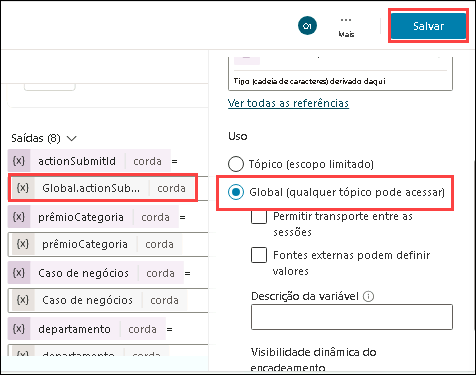 01
Mais
Salvar
Tipo (cadeia de caracteres) derivado daqui
Ver todas as referências
Saídas (8)
{x} actionSubmitId corda =
{x} Global.actionSub... corda
{x} prêmioCategoria corda =
{x} prêmioCategoria corda
{x} Caso de negócios corda =
{x} Caso de negócios corda
{x} departamento corda =
{x} departamento corda
Uso
Tópico (escopo limitado)
Global (qualquer tópico pode acessar)
Permitir transporte entre as
sessões
Fontes externas podem definir
valores
Descrição da variável
Visibilidade dinâmica do
encadeamento